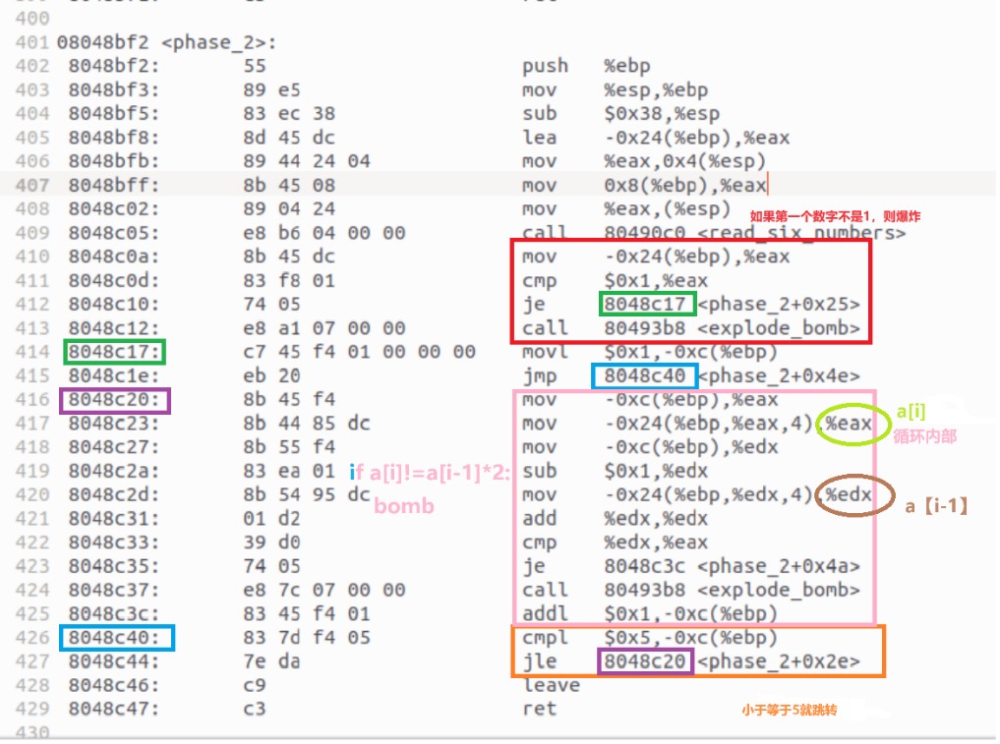 400
401 08048bf2 <phase_2>:
402 8048bf2: 55 push %ebp
403 8048bf3: 89 e5 mov %esp,%ebp
404 8048bf5: 83 ec 38 sub $0x38,%esp
405 8048bf8: 8d 45 dc lea -0x24(%ebp),%eax
406 8048bfb: 89 44 24 04 mov %eax,0x4(%esp)
407 8048bff: 8b 45 08 mov 0x8(%ebp),%eax
408 8048c02: 89 04 24 mov %eax,(%esp) 如果第一个数字不是1，则爆炸
409 8048c05: e8 b6 04 00 00 call 80490c0 <read_six_numbers>
410 8048c0a: 8b 45 dc mov -0x24(%ebp),%eax
411 8048c0d: 83 f8 01 cmp $0x1,%eax
412 8048c10: 74 05 je 8048c17 <phase_2+0x25>
413 8048c12: e8 a1 07 00 00 call 80493b8 <explode_bomb>
414 8048c17: c7 45 f4 01 00 00 00 movl $0x1,-0xc(%ebp)
415 8048c1e: eb 20 jmp 8048c40 <phase_2+0x4e>
416 8048c20: 8b 45 f4 mov -0xc(%ebp),%eax
a[i]
417 8048c23: 8b 44 85 dc mov -0x24(%ebp,%eax,4),%eax
循环内部
418 8048c27: 8b 55 f4 mov -0xc(%ebp),%edx
419 8048c2a: 83 ea 01 if a[i]!=a[i-1]*2: sub $0x1,%edx
420 8048c2d: 8b 54 95 dc mov -0x24(%ebp,%edx,4),%edx
bomb a【i-1】
421 8048c31: 01 d2 add %edx,%edx
422 8048c33: 39 d0 cmp %edx,%eax
423 8048c35: 74 05 je 8048c3c <phase_2+0x4a>
424 8048c37: e8 7c 07 00 00 call 80493b8 <explode_bomb>
425 8048c3c: 83 45 f4 01 addl $0x1,-0xc(%ebp)
426 8048c40: 83 7d f4 05 cmpl $0x5,-0xc(%ebp)
427 8048c44: 7e da jle 8048c20 <phase_2+0x2e>
428 8048c46: c9 leave
429 8048c47: c3 ret 小于等于5就跳转
430